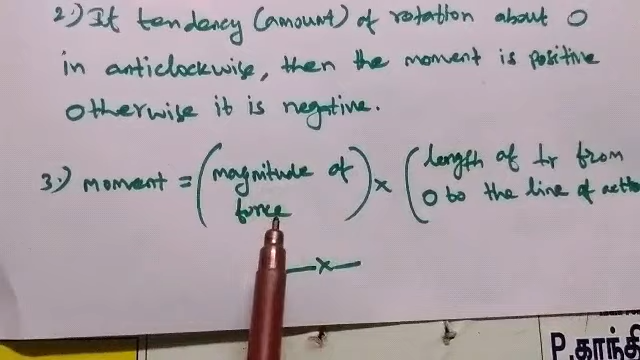 2.) If tendency (amount) of rotation about O
in anticlockwise, then the moment is positive
otherwise it is negative.
3.) moment = (magnitude of force) × (length of ⊥r from O to the line of
—×—
P.காந்தி